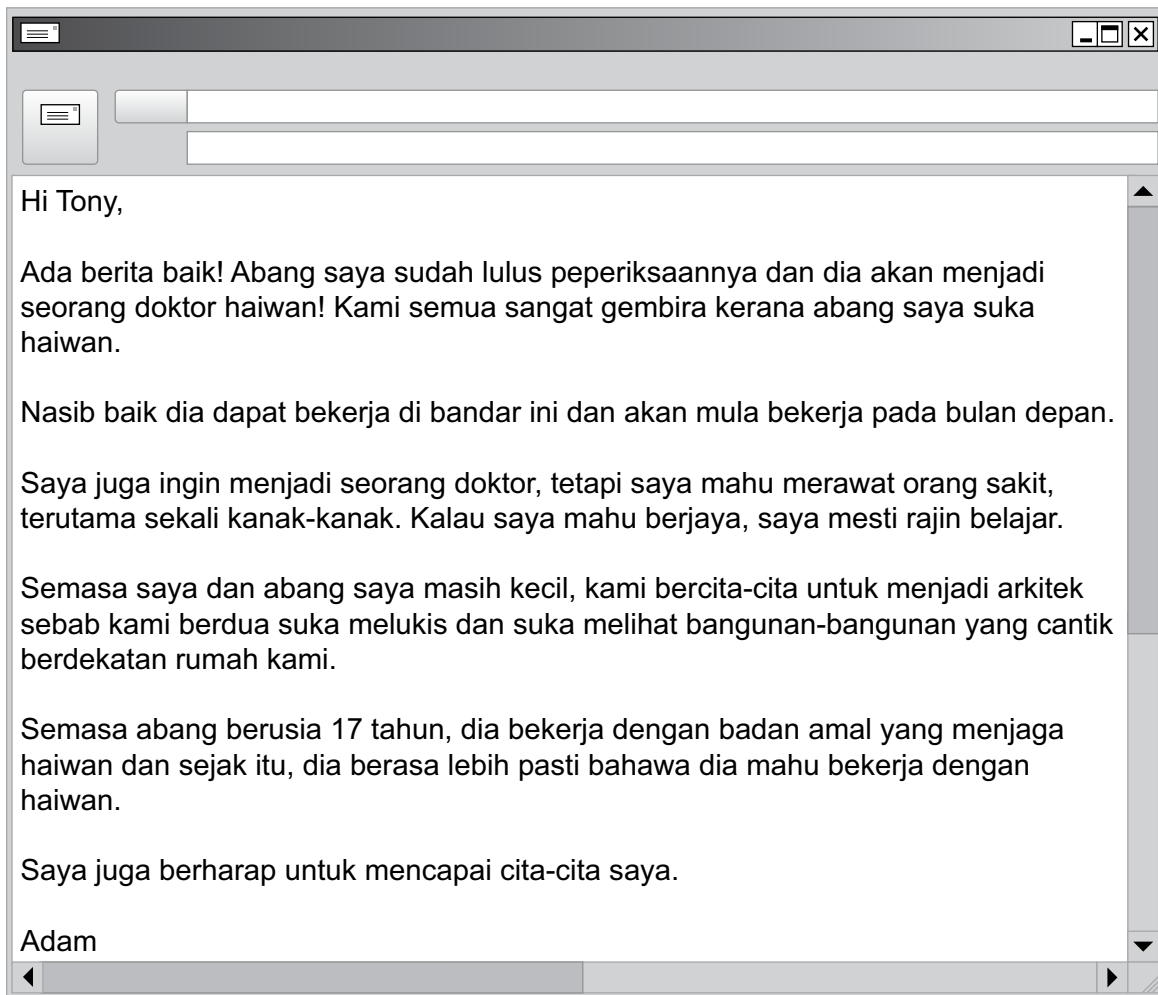 Hi Tony,
Ada berita baik! Abang saya sudah lulus peperiksaannya dan dia akan menjadi
seorang doktor haiwan! Kami semua sangat gembira kerana abang saya suka
haiwan.
Nasib baik dia dapat bekerja di bandar ini dan akan mula bekerja pada bulan depan.
Saya juga ingin menjadi seorang doktor, tetapi saya mahu merawat orang sakit,
terutama sekali kanak-kanak. Kalau saya mahu berjaya, saya mesti rajin belajar.
Semasa saya dan abang saya masih kecil, kami bercita-cita untuk menjadi arkitek
sebab kami berdua suka melukis dan suka melihat bangunan-bangunan yang cantik
berdekatan rumah kami.
Semasa abang berusia 17 tahun, dia bekerja dengan badan amal yang menjaga
haiwan dan sejak itu, dia berasa lebih pasti bahawa dia mahu bekerja dengan
haiwan.
Saya juga berharap untuk mencapai cita-cita saya.
Adam